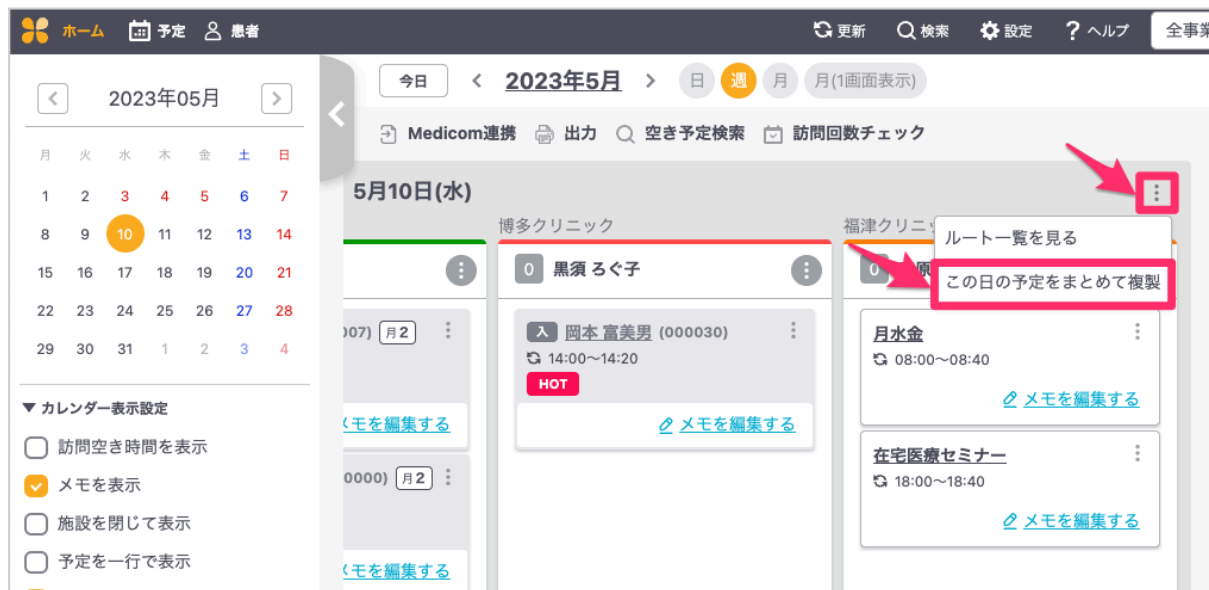 ホーム 予定 患者 更新 検索 設定 ? ヘルプ 全事業
2023年05月
月 火 水 木 金 土 日
1 2 3 4 5 6 7
8 9 10 11 12 13 14
15 16 17 18 19 20 21
22 23 24 25 26 27 28
29 30 31 1 2 3 4
▼ カレンダー表示設定
訪問空き時間を表示
メモを表示
施設を閉じて表示
予定を一行で表示
今日 < 2023年5月 > 日 週 月 月(1画面表示)
Medicom連携 出力 空き予定検索 訪問回数チェック
5月10日(水)
007) 月2
メモを編集する
0000) 月2
メモを編集する
博多クリニック
0 黒須 ろぐ子
入 岡本 富美男 (000030)
14:00〜14:20
HOT
メモを編集する
福津クリニ
0 原
ルート一覧を見る
この日の予定をまとめて複製
月水金
08:00〜08:40
メモを編集する
在宅医療セミナー
18:00〜18:40
メモを編集する